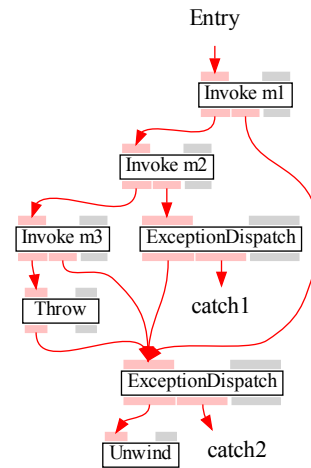 Entry
Invoke m1
Invoke m2
Invoke m3
ExceptionDispatch
Throw
catch1
ExceptionDispatch
Unwind
catch2